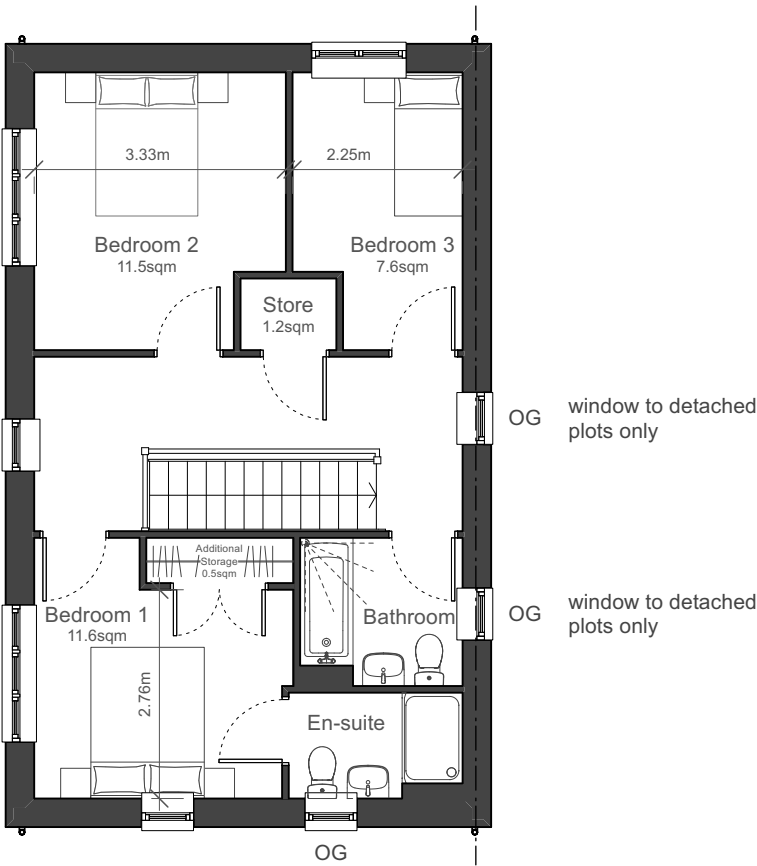 3.33m
2.25m
Bedroom 2
11.5sqm
Bedroom 3
7.6sqm
Store
1.2sqm
OG
window to detached
plots only
Additional
Storage
0.5sqm
Bedroom 1
11.6sqm
Bathroom
OG
window to detached
plots only
2.76m
En-suite
OG